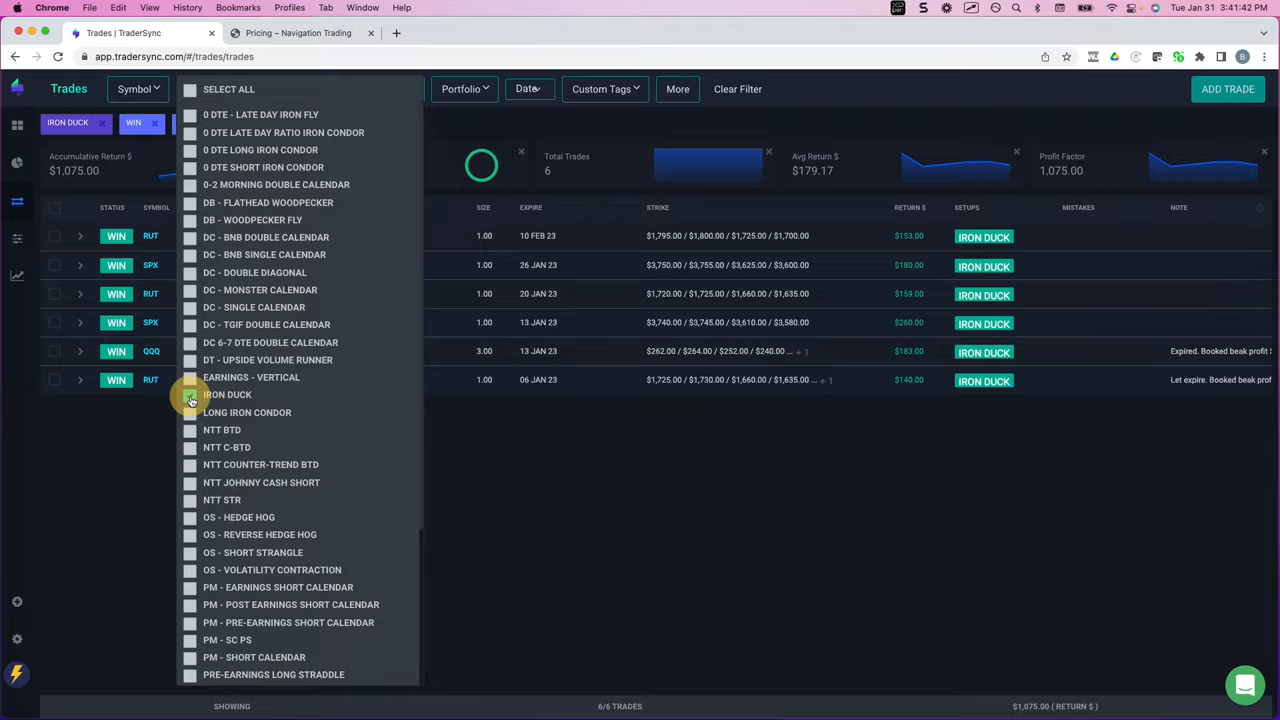 Chrome File Edit View History Bookmarks Profiles Tab Window Help Tue Jan 31 3:41:42 PM
Trades | TraderSync Pricing – Navigation Trading
app.tradersync.com/#/trades/trades
Trades Symbol SELECT ALL Portfolio Date Custom Tags More Clear Filter ADD TRADE
IRON DUCK WIN
Accumulative Return $ Total Trades Avg Return $ Profit Factor
$1,075.00 6 $179.17 1,075.00
STATUS SYMBOL SIZE EXPIRE STRIKE RETURN $ SETUPS MISTAKES NOTE
WIN RUT 1.00 10 FEB 23 $1,795.00 / $1,800.00 / $1,725.00 / $1,700.00 $153.00 IRON DUCK
WIN SPX 1.00 26 JAN 23 $3,750.00 / $3,755.00 / $3,625.00 / $3,600.00 $180.00 IRON DUCK
WIN RUT 1.00 20 JAN 23 $1,720.00 / $1,725.00 / $1,660.00 / $1,635.00 $159.00 IRON DUCK
WIN SPX 1.00 13 JAN 23 $3,740.00 / $3,745.00 / $3,610.00 / $3,580.00 $260.00 IRON DUCK
WIN QQQ 3.00 13 JAN 23 $262.00 / $264.00 / $252.00 / $240.00 ... + 1 $183.00 IRON DUCK Expired. Booked beak profit
WIN RUT 1.00 06 JAN 23 $1,725.00 / $1,730.00 / $1,660.00 / $1,635.00 ... + 1 $140.00 IRON DUCK Let expire. Booked beak prof
0 DTE - LATE DAY IRON FLY
0 DTE LATE DAY RATIO IRON CONDOR
0 DTE LONG IRON CONDOR
0 DTE SHORT IRON CONDOR
0-2 MORNING DOUBLE CALENDAR
DB - FLATHEAD WOODPECKER
DB - WOODPECKER FLY
DC - BNB DOUBLE CALENDAR
DC - BNB SINGLE CALENDAR
DC - DOUBLE DIAGONAL
DC - MONSTER CALENDAR
DC - SINGLE CALENDAR
DC - TGIF DOUBLE CALENDAR
DC 6-7 DTE DOUBLE CALENDAR
DT - UPSIDE VOLUME RUNNER
EARNINGS - VERTICAL
IRON DUCK
LONG IRON CONDOR
NTT BTD
NTT C-BTD
NTT COUNTER-TREND BTD
NTT JOHNNY CASH SHORT
NTT STR
OS - HEDGE HOG
OS - REVERSE HEDGE HOG
OS - SHORT STRANGLE
OS - VOLATILITY CONTRACTION
PM - EARNINGS SHORT CALENDAR
PM - POST EARNINGS SHORT CALENDAR
PM - PRE-EARNINGS SHORT CALENDAR
PM - SC PS
PM - SHORT CALENDAR
PRE-EARNINGS LONG STRADDLE
SHOWING 6/6 TRADES $1,075.00 ( RETURN $ )